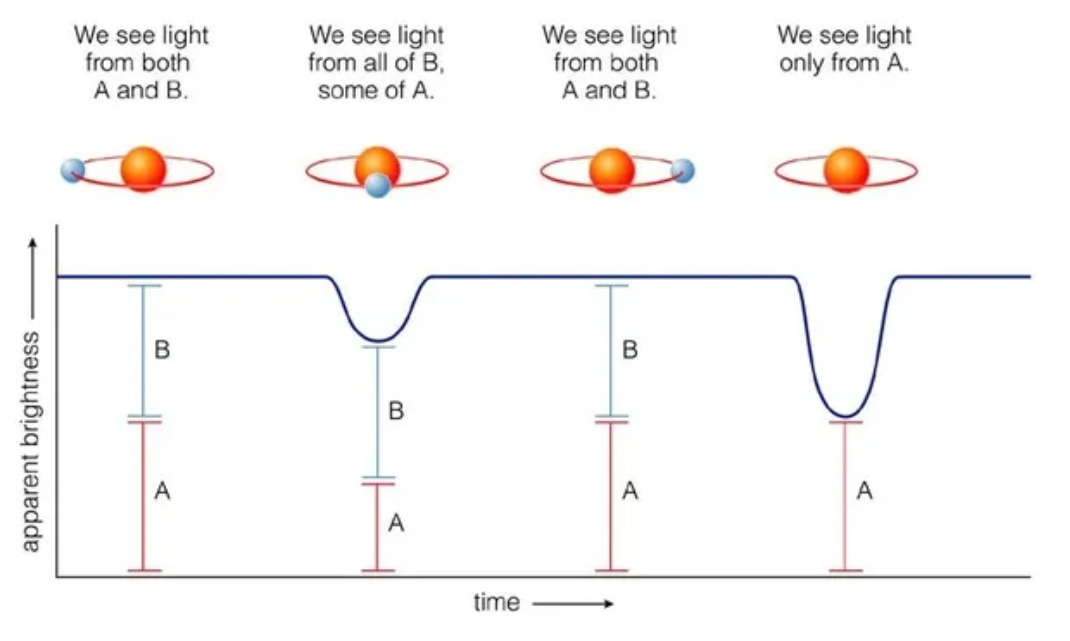 We see light
from both
A and B.
We see light
from all of B,
some of A.
We see light
from both
A and B.
We see light
only from A.
apparent brightness
B
A
B
A
B
A
A
time